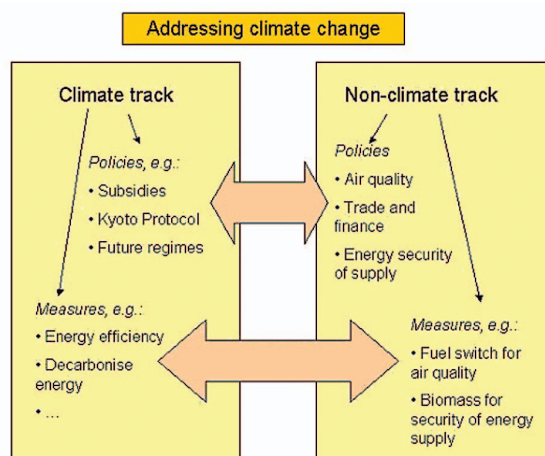 Addressing climate change
Climate track
Policies, e.g.:
• Subsidies
• Kyoto Protocol
• Future regimes
Measures, e.g.:
• Energy efficiency
• Decarbonise
energy
• ...
Non-climate track
Policies
• Air quality
• Trade and
finance
• Energy security
of supply
Measures, e.g.:
• Fuel switch for
air quality
• Biomass for
security of energy
supply